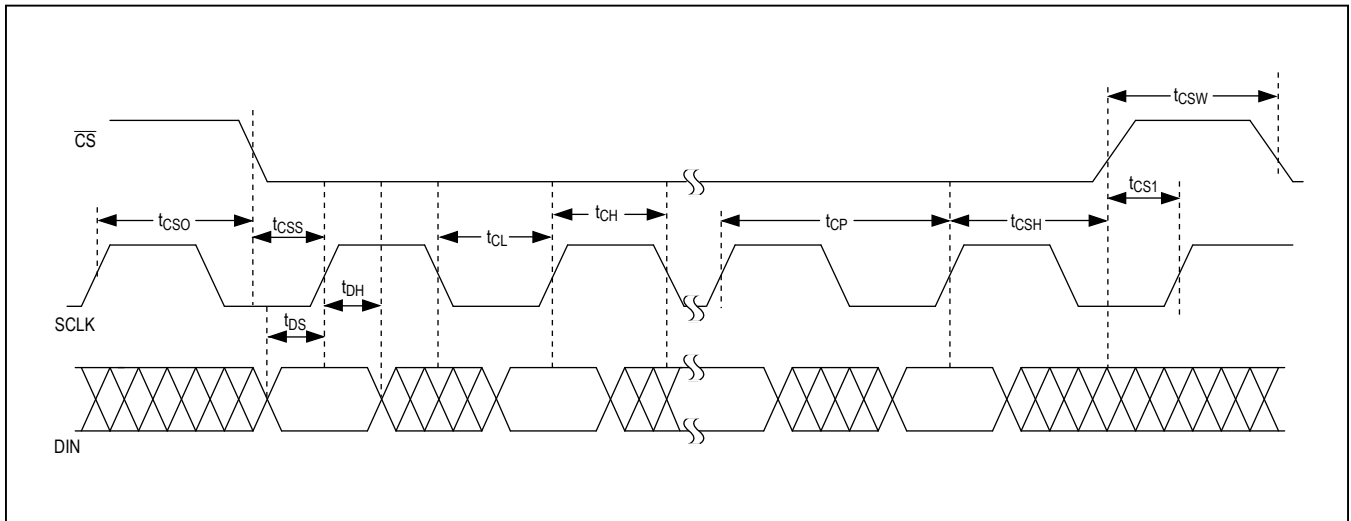 tCSW
CS
tCS1
tCSO
tCSS
tCL
tCH
tCP
tCSH
tDH
SCLK
tDS
DIN